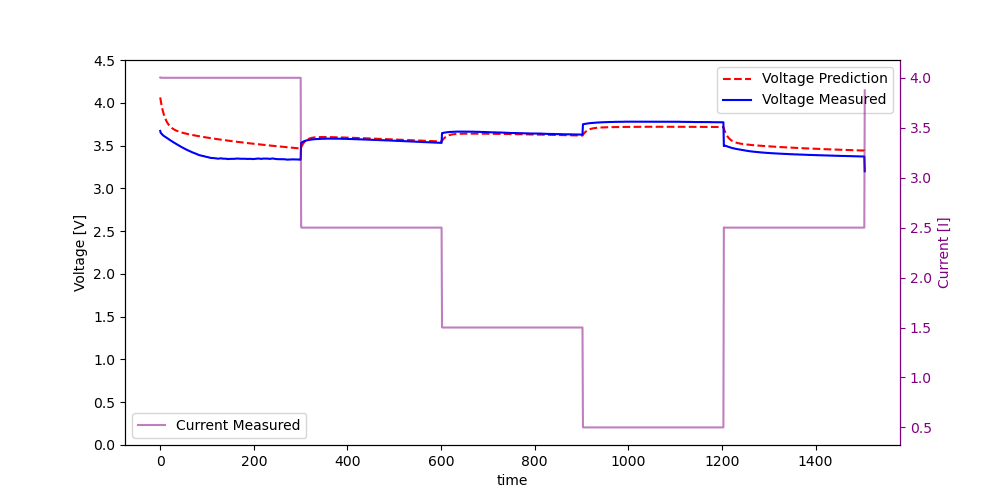 4.5
4.0
3.5
3.0
2.5
2.0
1.5
1.0
0.5
0.0
Voltage [V]
Voltage Prediction
Voltage Measured
Current Measured
4.0
3.5
3.0
2.5
2.0
1.5
1.0
0.5
Current [I]
0 200 400 600 800 1000 1200 1400
time